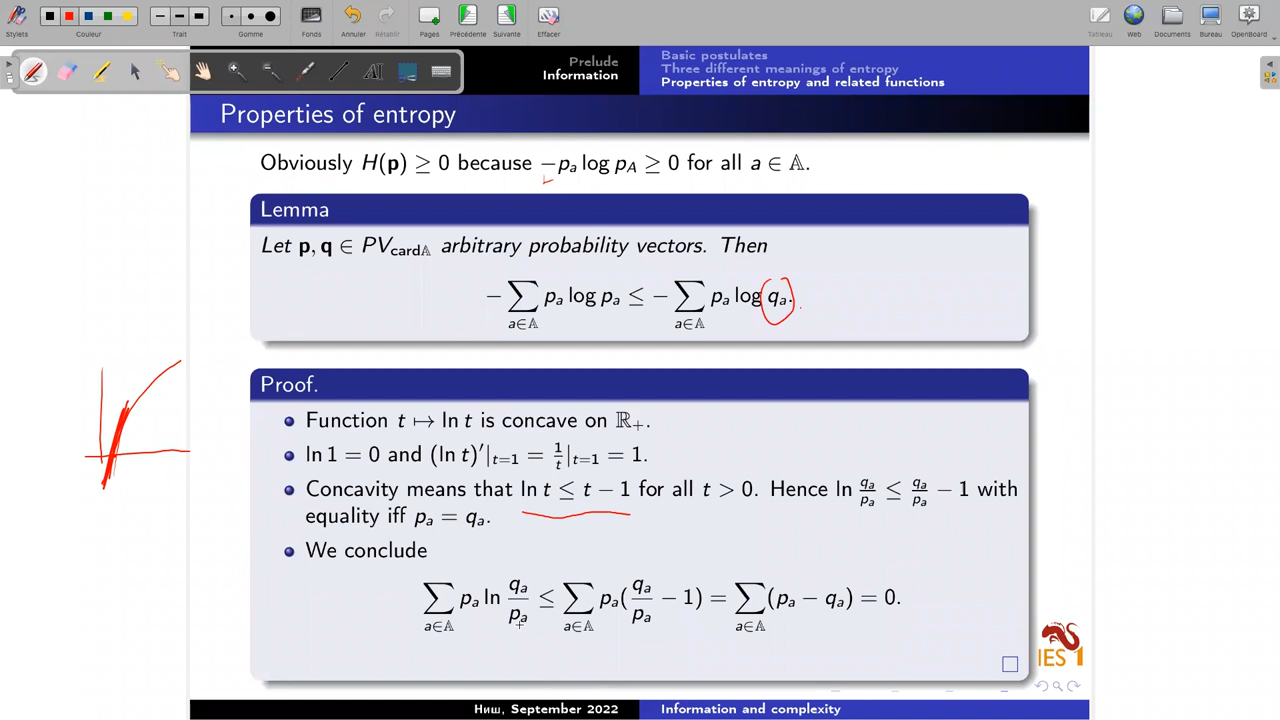 Stylets
Couleur
Trait
Gomme
Fonds
Annuler
Rétablir
Pages
Précédente
Suivante
Effacer
Tableau
Web
Documents
Bureau
OpenBoard
Prelude
Information
Basic postulates
Three different meanings of entropy
Properties of entropy and related functions
Properties of entropy
Obviously H(p) ≥ 0 because −p_a log p_A ≥ 0 for all a ∈ 𝔸.
Lemma
Let p, q ∈ PV_card𝔸 arbitrary probability vectors. Then
− ∑_{a∈𝔸} p_a log p_a ≤ − ∑_{a∈𝔸} p_a log q_a.
Proof.
Function t ↦ ln t is concave on ℝ₊.
ln 1 = 0 and (ln t)′|_{t=1} = 1/t|_{t=1} = 1.
Concavity means that ln t ≤ t − 1 for all t > 0. Hence ln q_a/p_a ≤ q_a/p_a − 1 with
equality iff p_a = q_a.
We conclude
∑_{a∈𝔸} p_a ln q_a/p_a ≤ ∑_{a∈𝔸} p_a(q_a/p_a − 1) = ∑_{a∈𝔸}(p_a − q_a) = 0.
IES 1
Ниш, September 2022
Information and complexity